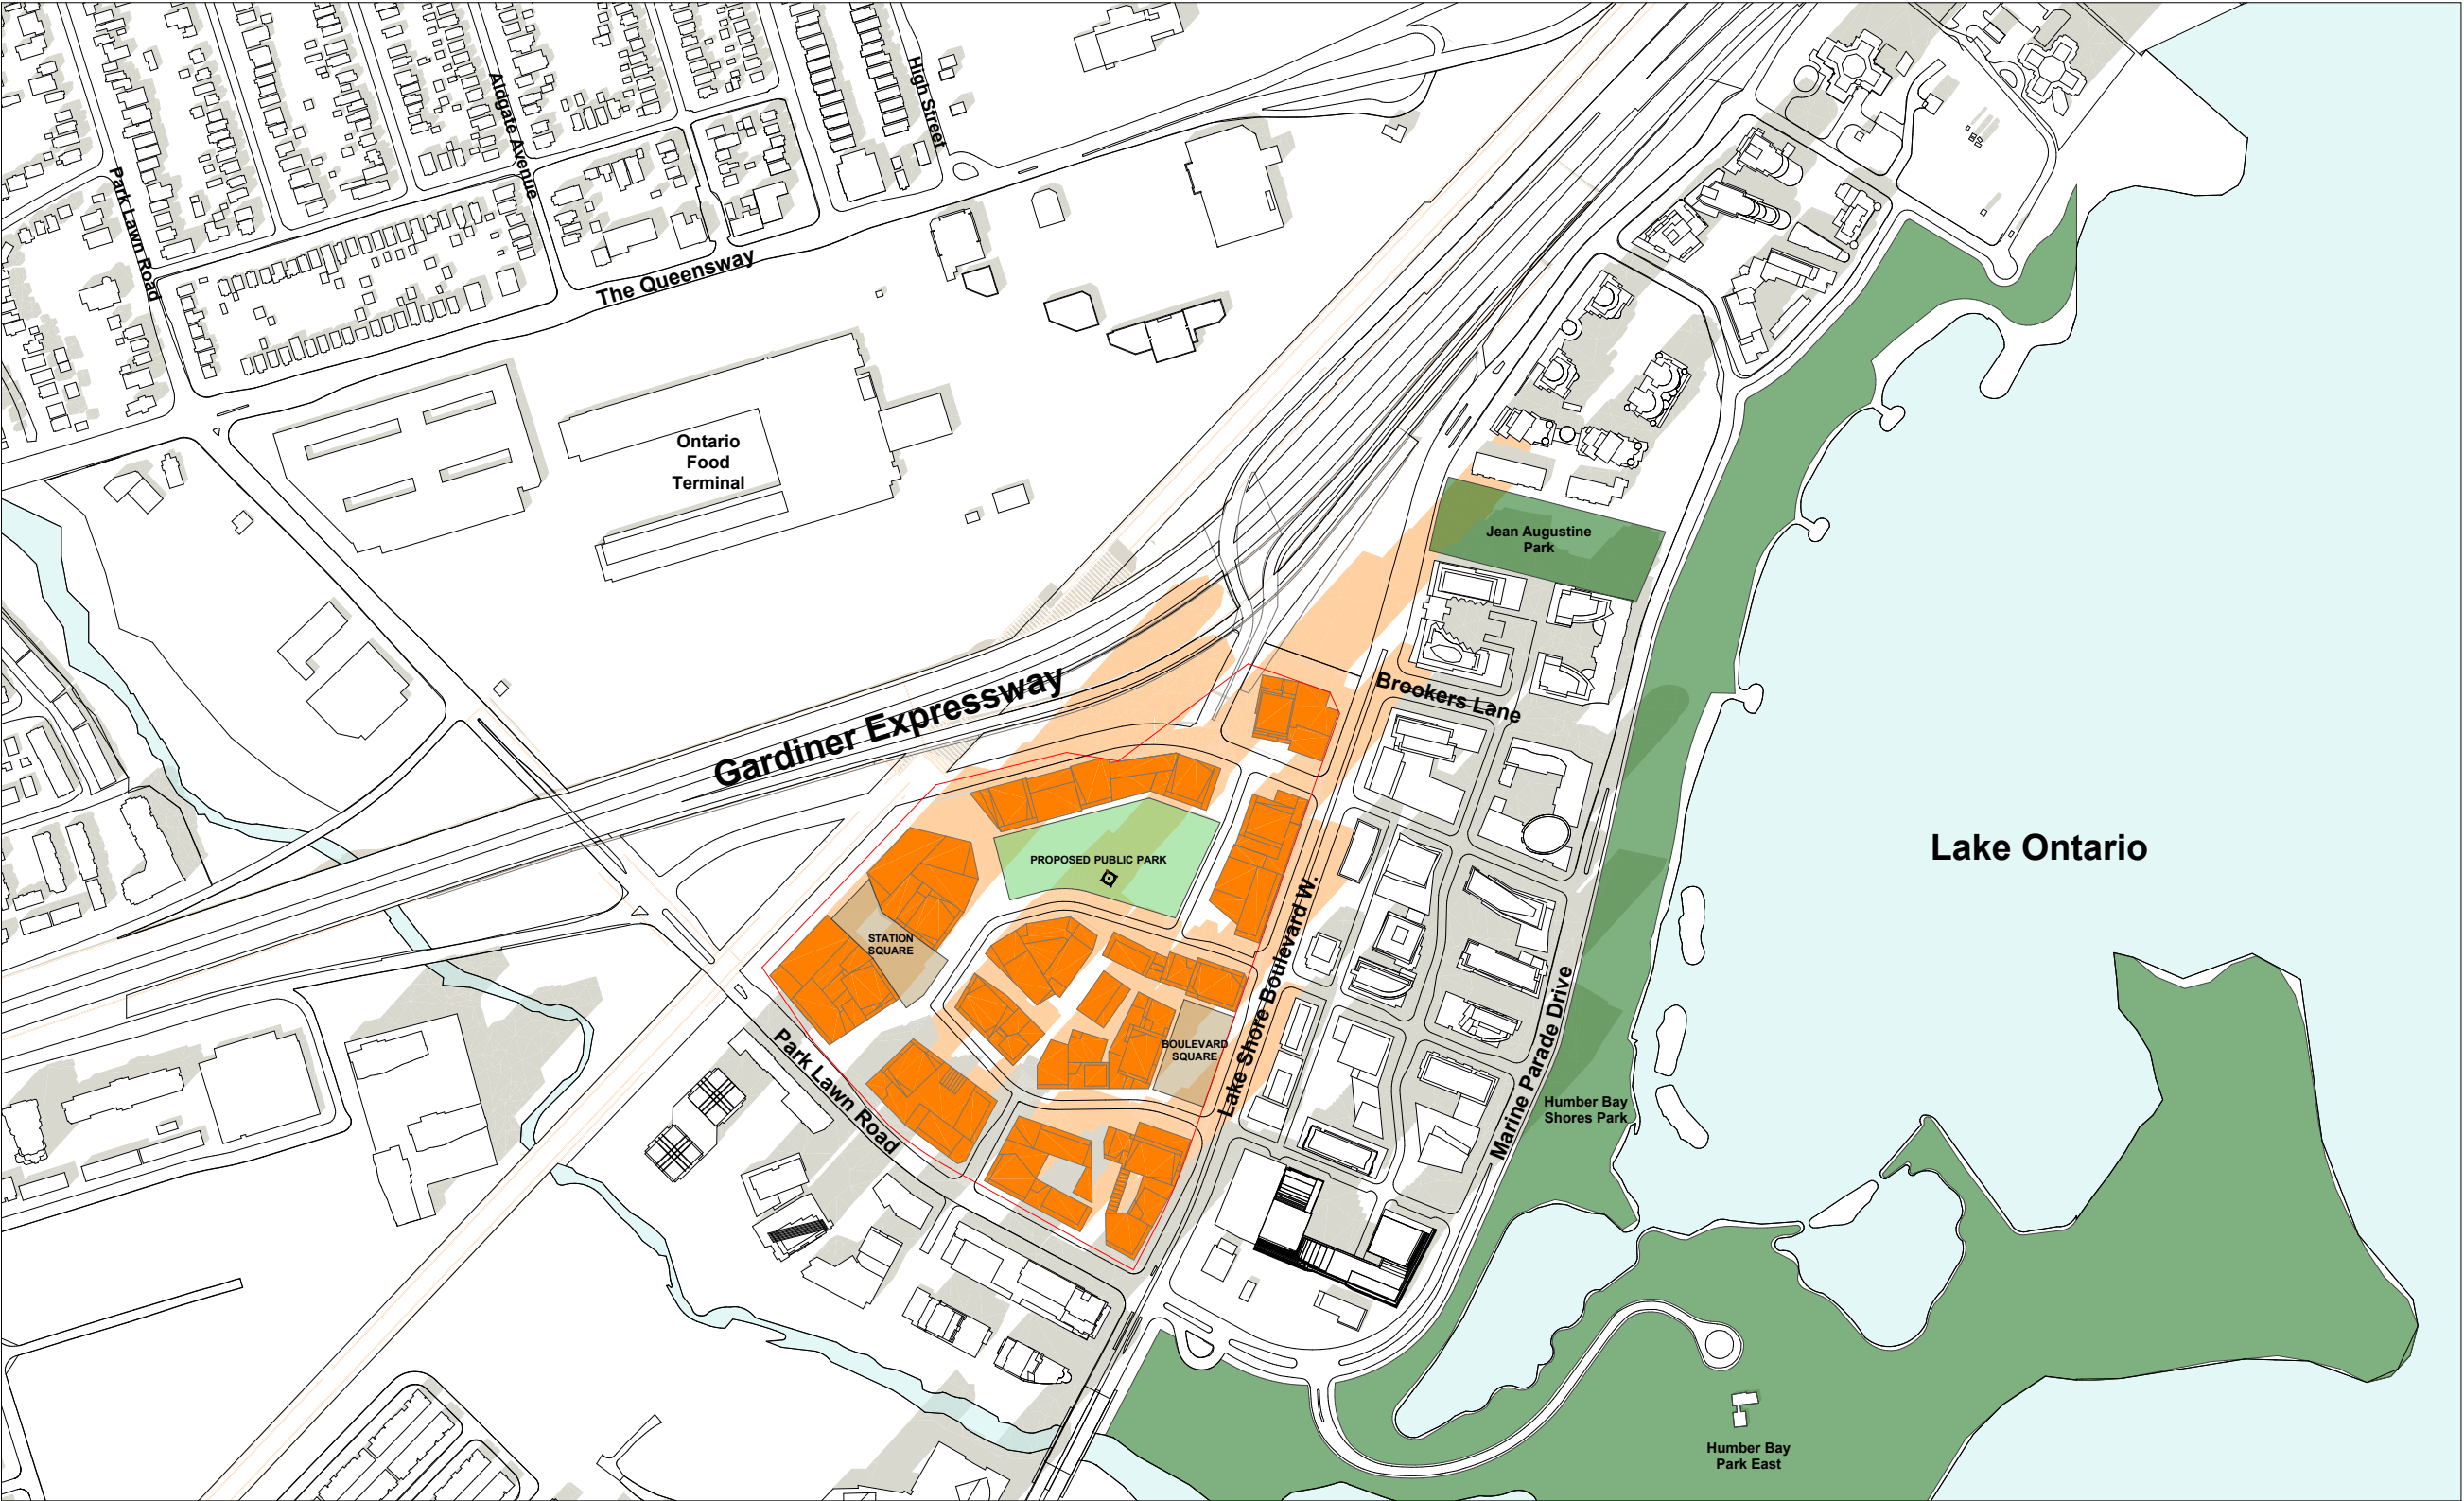 High Street
Aldgate Avenue
Park Lawn Road
The Queensway
Ontario
Food
Terminal
Jean Augustine
Park
Gardiner Expressway
Brookers Lane
Lake Ontario
PROPOSED PUBLIC PARK
STATION
SQUARE
BOULEVARD
SQUARE
Lake Shore Boulevard W.
Park Lawn Road
Marine Parade Drive
Humber Bay
Shores Park
Humber Bay
Park East